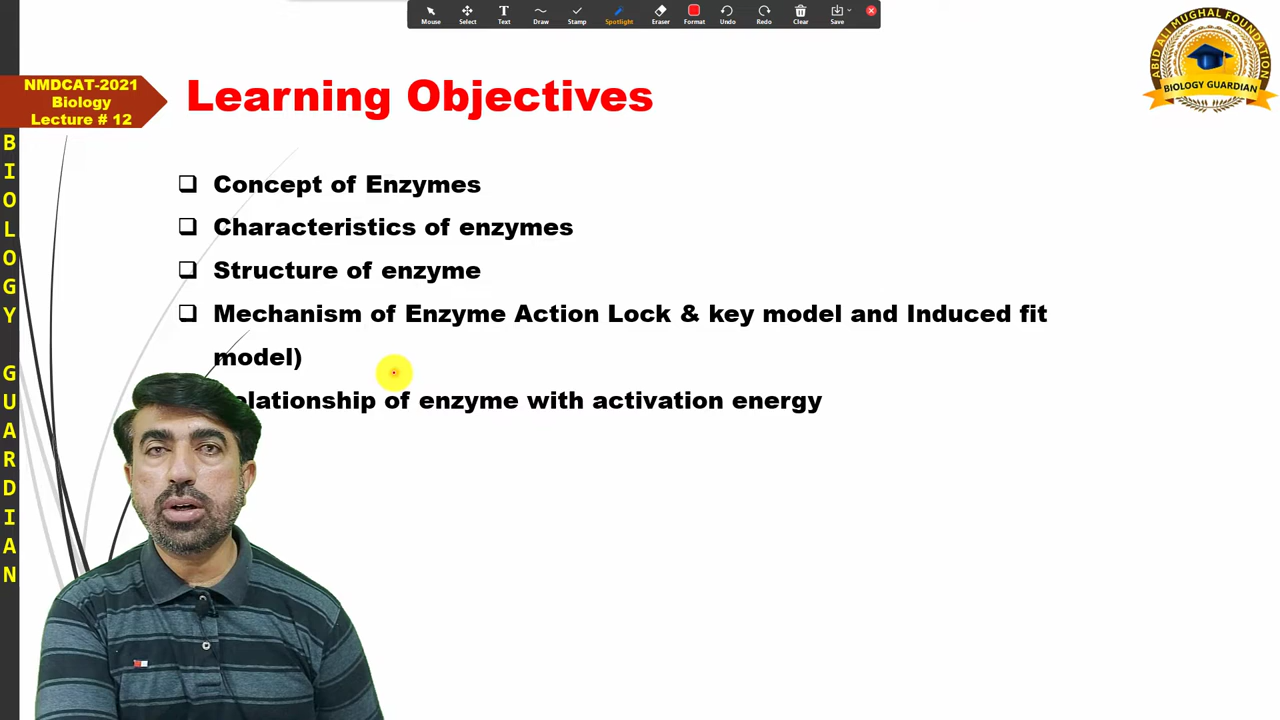 Mouse
Select
Text
Draw
Stamp
Spotlight
Eraser
Format
Undo
Redo
Clear
Save
ABID ALI MUGHAL FOUNDATION
BIOLOGY GUARDIAN
NMDCAT-2021
Biology
Lecture # 12
Learning Objectives
BIOLOGY GUARDIAN
Concept of Enzymes
Characteristics of enzymes
Structure of enzyme
Mechanism of Enzyme Action Lock & key model and Induced fit
model)
elationship of enzyme with activation energy